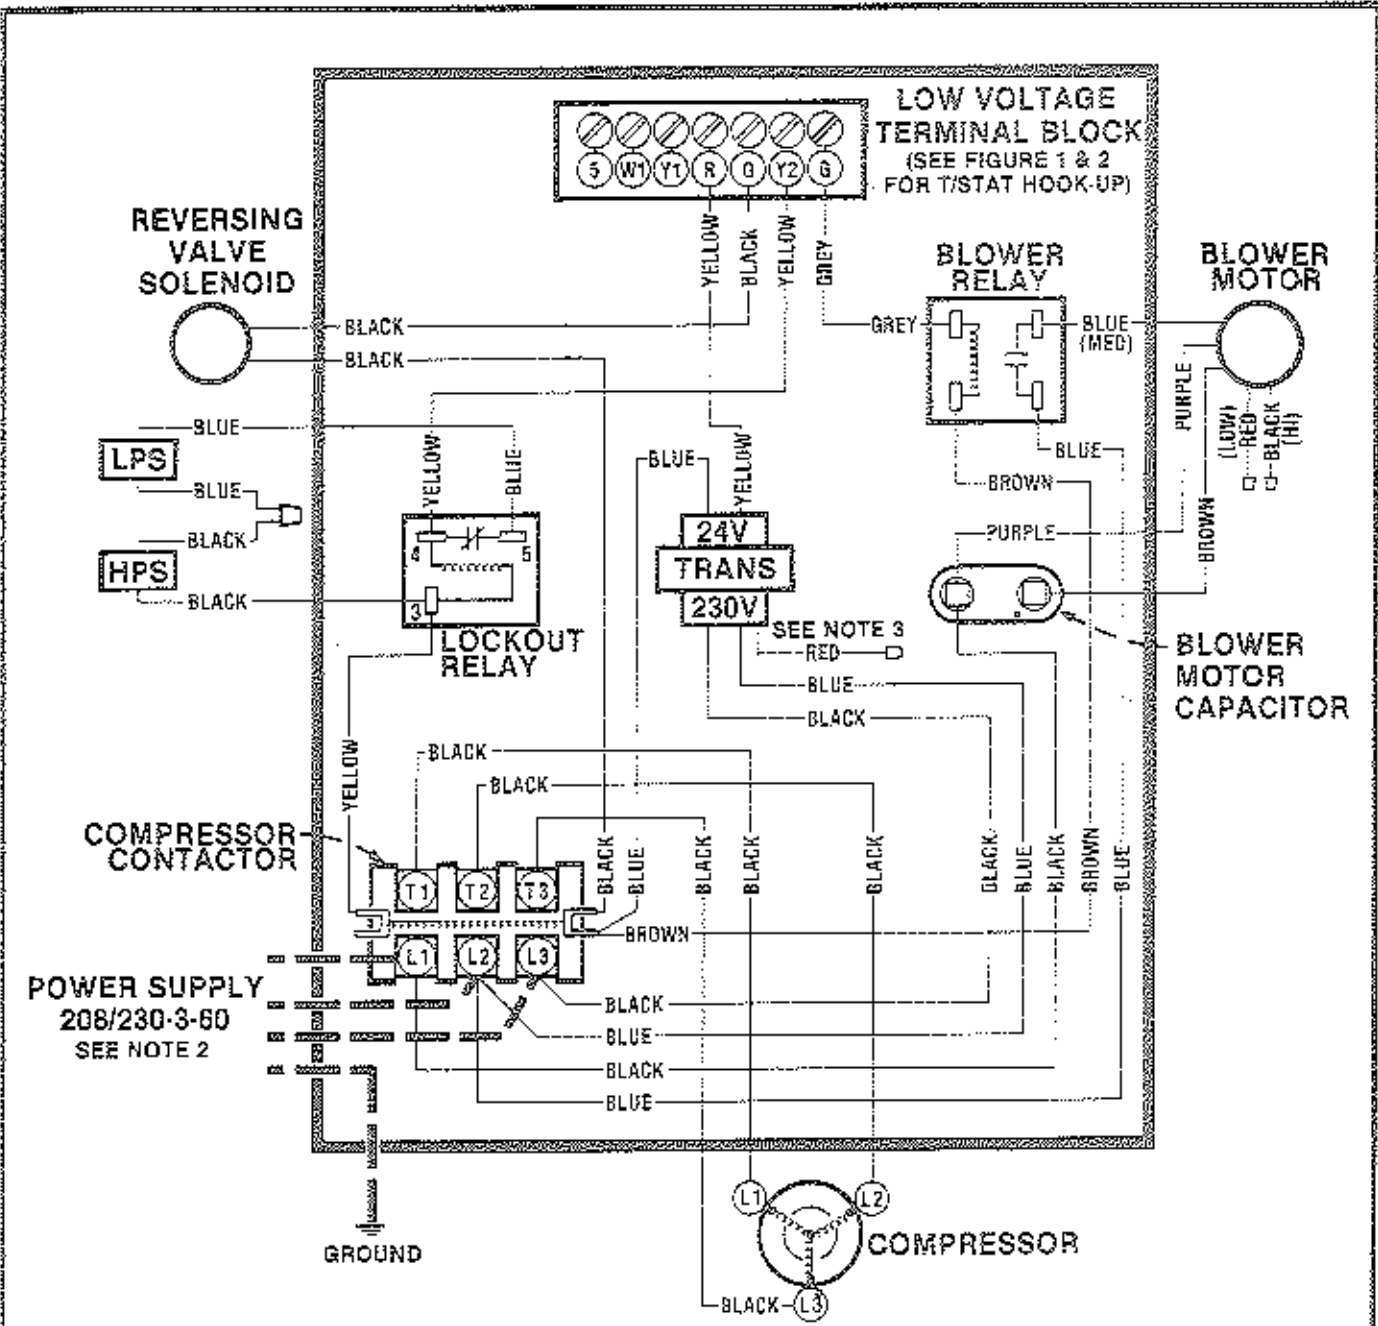 LOW VOLTAGE
TERMINAL BLOCK
(SEE FIGURE 1 & 2
FOR T/STAT HOOK-UP)
5 W1 Y1 R O Y2 G
REVERSING
VALVE
SOLENOID
YELLOW
BLACK
YELLOW
GREY
BLOWER
RELAY
BLOWER
MOTOR
BLACK
GREY
BLUE
(MED)
BLACK
PURPLE
(LOW)
RED
BLACK
(HI)
BLUE
LPS
BLUE
YELLOW
BLUE
BLUE
YELLOW
BLUE
BROWN
BROWN
BLACK
HPS
BLACK
4
5
3
LOCKOUT
RELAY
24V
TRANS
230V
PURPLE
SEE NOTE 3
RED
BLUE
BLACK
BLOWER
MOTOR
CAPACITOR
YELLOW
BLACK
BLACK
COMPRESSOR
CONTACTOR
T1 T2 T3
BLACK
BLUE
BLACK
BLACK
BLACK
BLACK
BLUE
BLACK
BROWN
BLUE
BROWN
L1 L2 L3
POWER SUPPLY
208/230-3-60
SEE NOTE 2
BLACK
BLUE
BLACK
BLUE
GROUND
L1
L2
COMPRESSOR
BLACK
L3